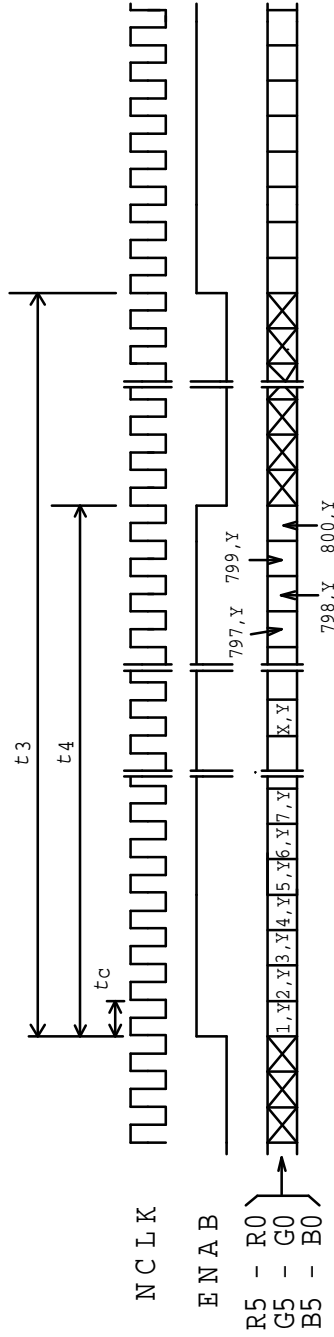 t3
t4
tc
NCLK
ENAB
R5 - R0
G5 - G0
B5 - B0
1,Y 2,Y 3,Y 4,Y 5,Y 6,Y 7,Y
X,Y
797,Y
799,Y
798,Y
800,Y